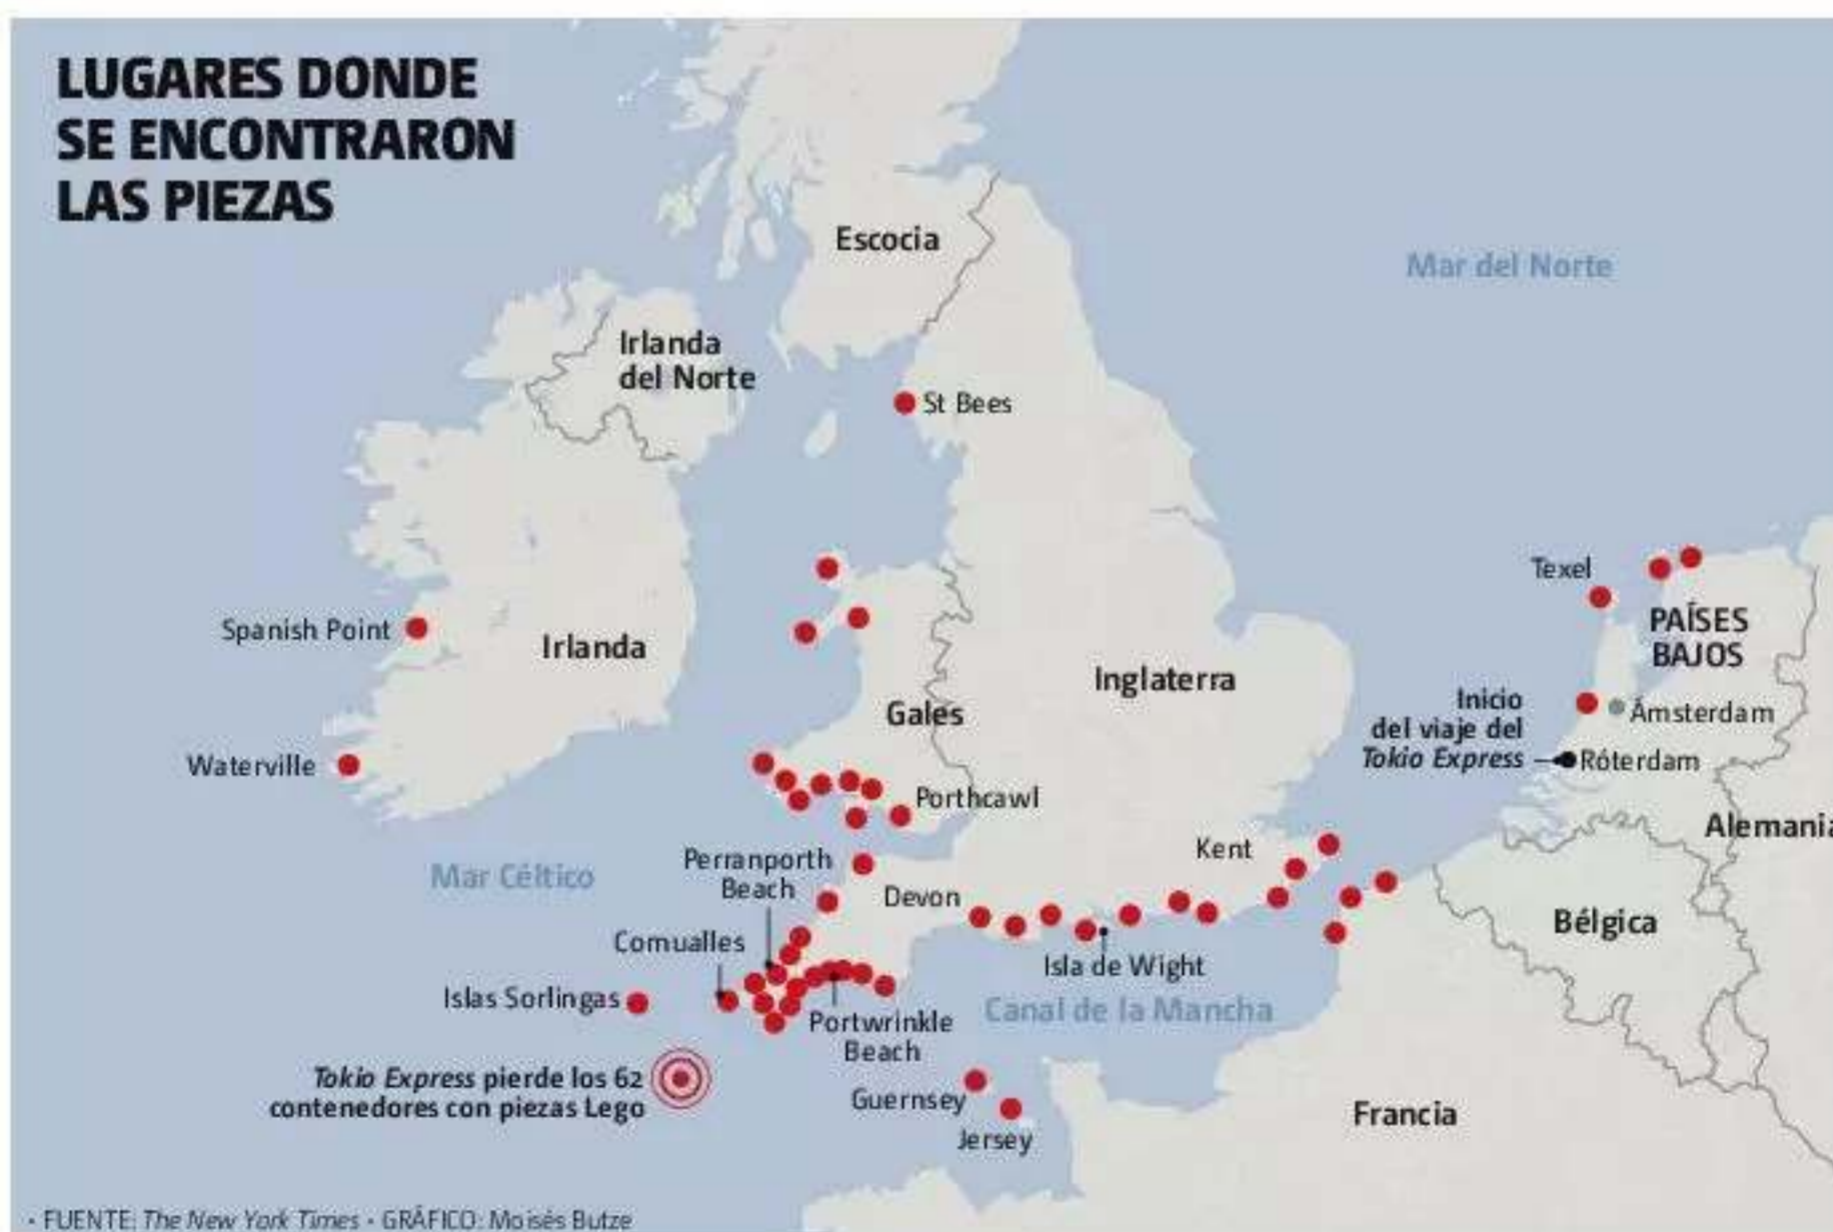 LUGARES DONDE
SE ENCONTRARON
LAS PIEZAS
Escocia
Mar del Norte
Irlanda
del Norte
St Bees
Texel
PAÍSES
BAJOS
Spanish Point
Irlanda
Inglaterra
Gales
Inicio
del viaje del
Tokio Express
Ámsterdam
Róterdam
Waterville
Porthcawl
Alemania
Kent
Perranporth
Beach
Mar Céltico
Devon
Bélgica
Cornualles
Isla de Wight
Islas Sorlingas
Canal de la Mancha
Portwrinkle
Beach
Tokio Express pierde los 62
contenedores con piezas Lego
Guernsey
Jersey
Francia
• FUENTE: The New York Times • GRÁFICO: Moisés Butze